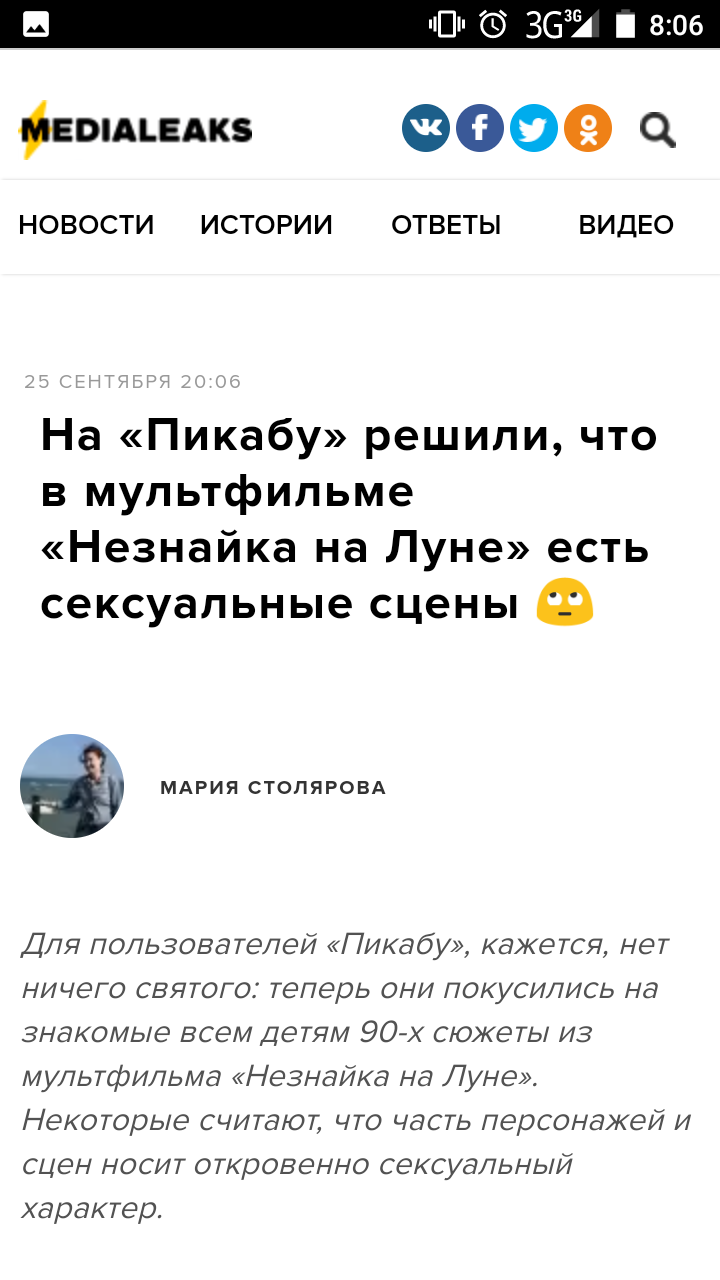 3G 3G 8:06
MEDIALEAKS
НОВОСТИ ИСТОРИИ ОТВЕТЫ ВИДЕО
25 СЕНТЯБРЯ 20:06
На «Пикабу» решили, что
в мультфильме
«Незнайка на Луне» есть
сексуальные сцены 🙄
МАРИЯ СТОЛЯРОВА
Для пользователей «Пикабу», кажется, нет
ничего святого: теперь они покусились на
знакомые всем детям 90-х сюжеты из
мультфильма «Незнайка на Луне».
Некоторые считают, что часть персонажей и
сцен носит откровенно сексуальный
характер.